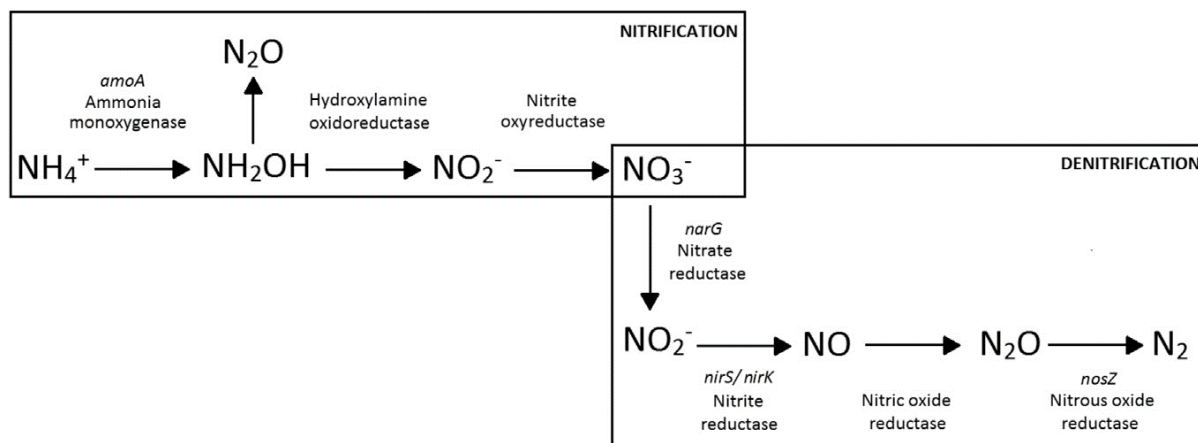 NITRIFICATION
N₂O
amoA
Ammonia
monoxygenase
Hydroxylamine
oxidoreductase
Nitrite
oxyreductase
NH₄⁺
NH₂OH
NO₂⁻
NO₃⁻
DENITRIFICATION
narG
Nitrate
reductase
NO₂⁻
NO
N₂O
N₂
nirS/nirK
Nitrite
reductase
Nitric oxide
reductase
nosZ
Nitrous oxide
reductase